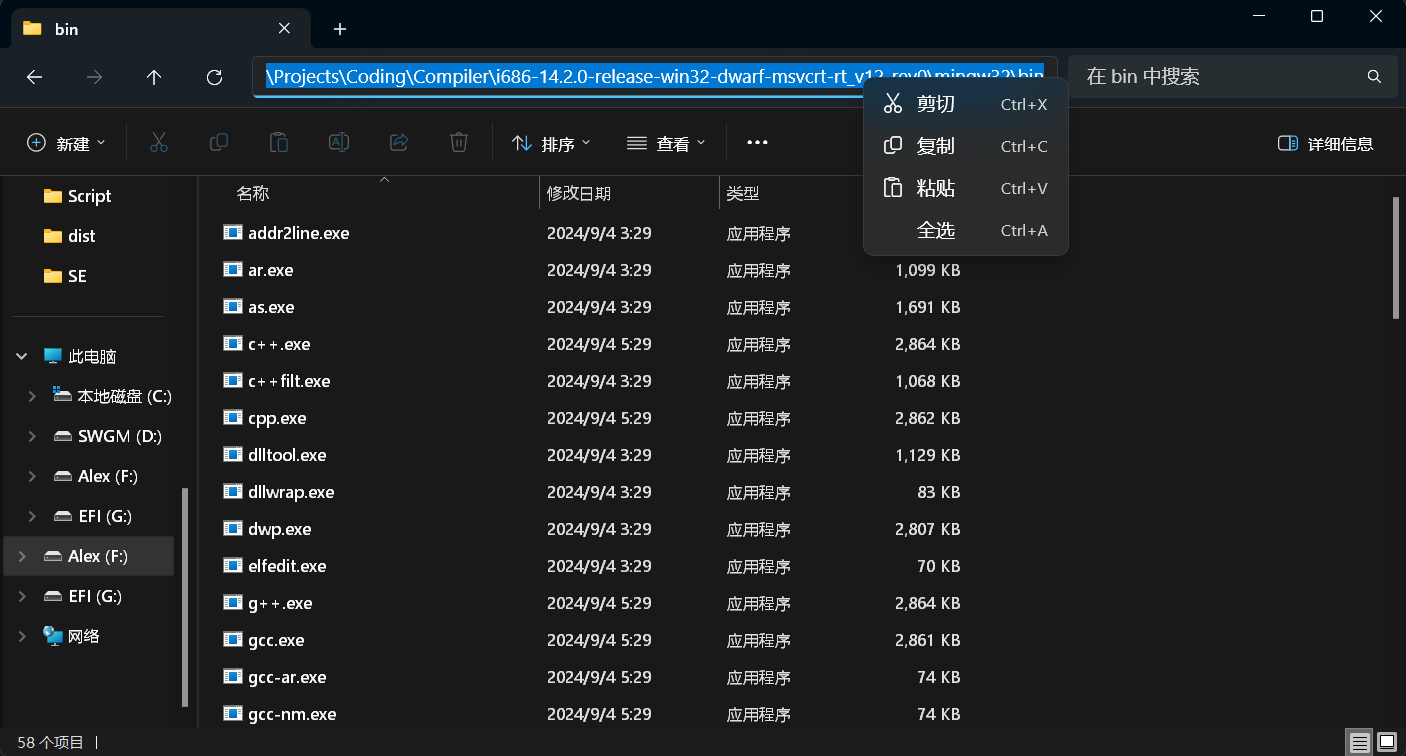 bin
\Projects\Coding\Compiler\i686-14.2.0-release-win32-dwarf-msvcrt-rt_v12-rev0\mingw32\bin
在 bin 中搜索
剪切 Ctrl+X
复制 Ctrl+C
粘贴 Ctrl+V
全选 Ctrl+A
新建 排序 查看 详细信息
Script
dist
SE
此电脑
本地磁盘 (C:)
SWGM (D:)
Alex (F:)
EFI (G:)
Alex (F:)
EFI (G:)
网络
名称 修改日期 类型
addr2line.exe 2024/9/4 3:29 应用程序
ar.exe 2024/9/4 3:29 应用程序 1,099 KB
as.exe 2024/9/4 3:29 应用程序 1,691 KB
c++.exe 2024/9/4 5:29 应用程序 2,864 KB
c++filt.exe 2024/9/4 3:29 应用程序 1,068 KB
cpp.exe 2024/9/4 5:29 应用程序 2,862 KB
dlltool.exe 2024/9/4 3:29 应用程序 1,129 KB
dllwrap.exe 2024/9/4 3:29 应用程序 83 KB
dwp.exe 2024/9/4 3:29 应用程序 2,807 KB
elfedit.exe 2024/9/4 3:29 应用程序 70 KB
g++.exe 2024/9/4 5:29 应用程序 2,864 KB
gcc.exe 2024/9/4 5:29 应用程序 2,861 KB
gcc-ar.exe 2024/9/4 5:29 应用程序 74 KB
gcc-nm.exe 2024/9/4 5:29 应用程序 74 KB
58 个项目